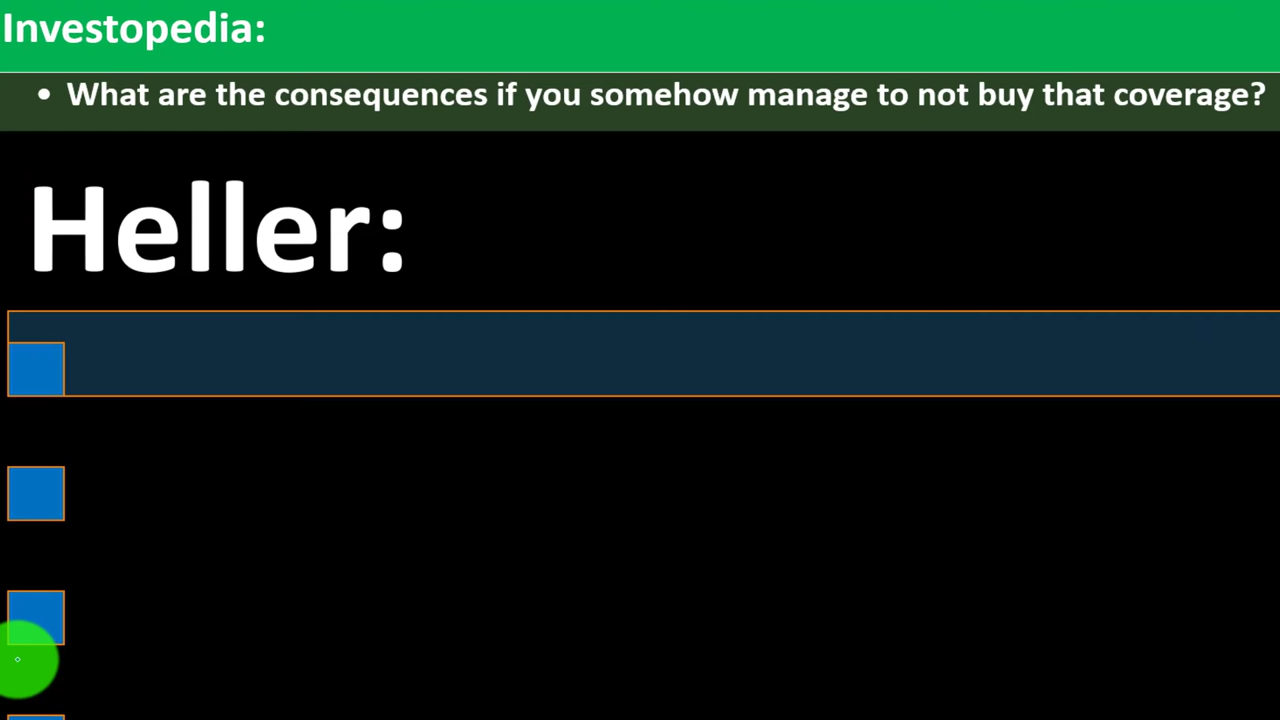 Investopedia:
• What are the consequences if you somehow manage to not buy that coverage?
Heller: